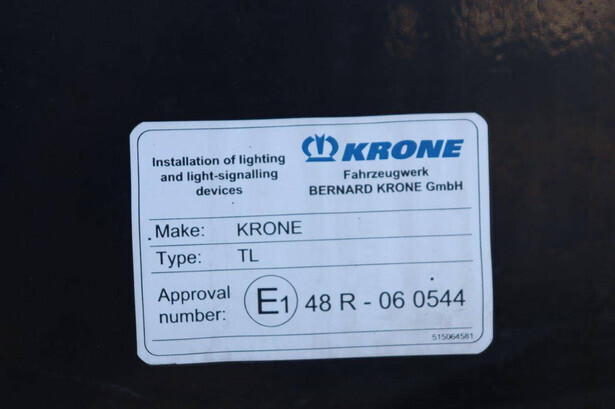 Installation of lighting
and light-signalling
devices
KRONE
Fahrzeugwerk
BERNARD KRONE GmbH
Make: KRONE
Type: TL
Approval
number: E1 48 R - 06 0544
515064581